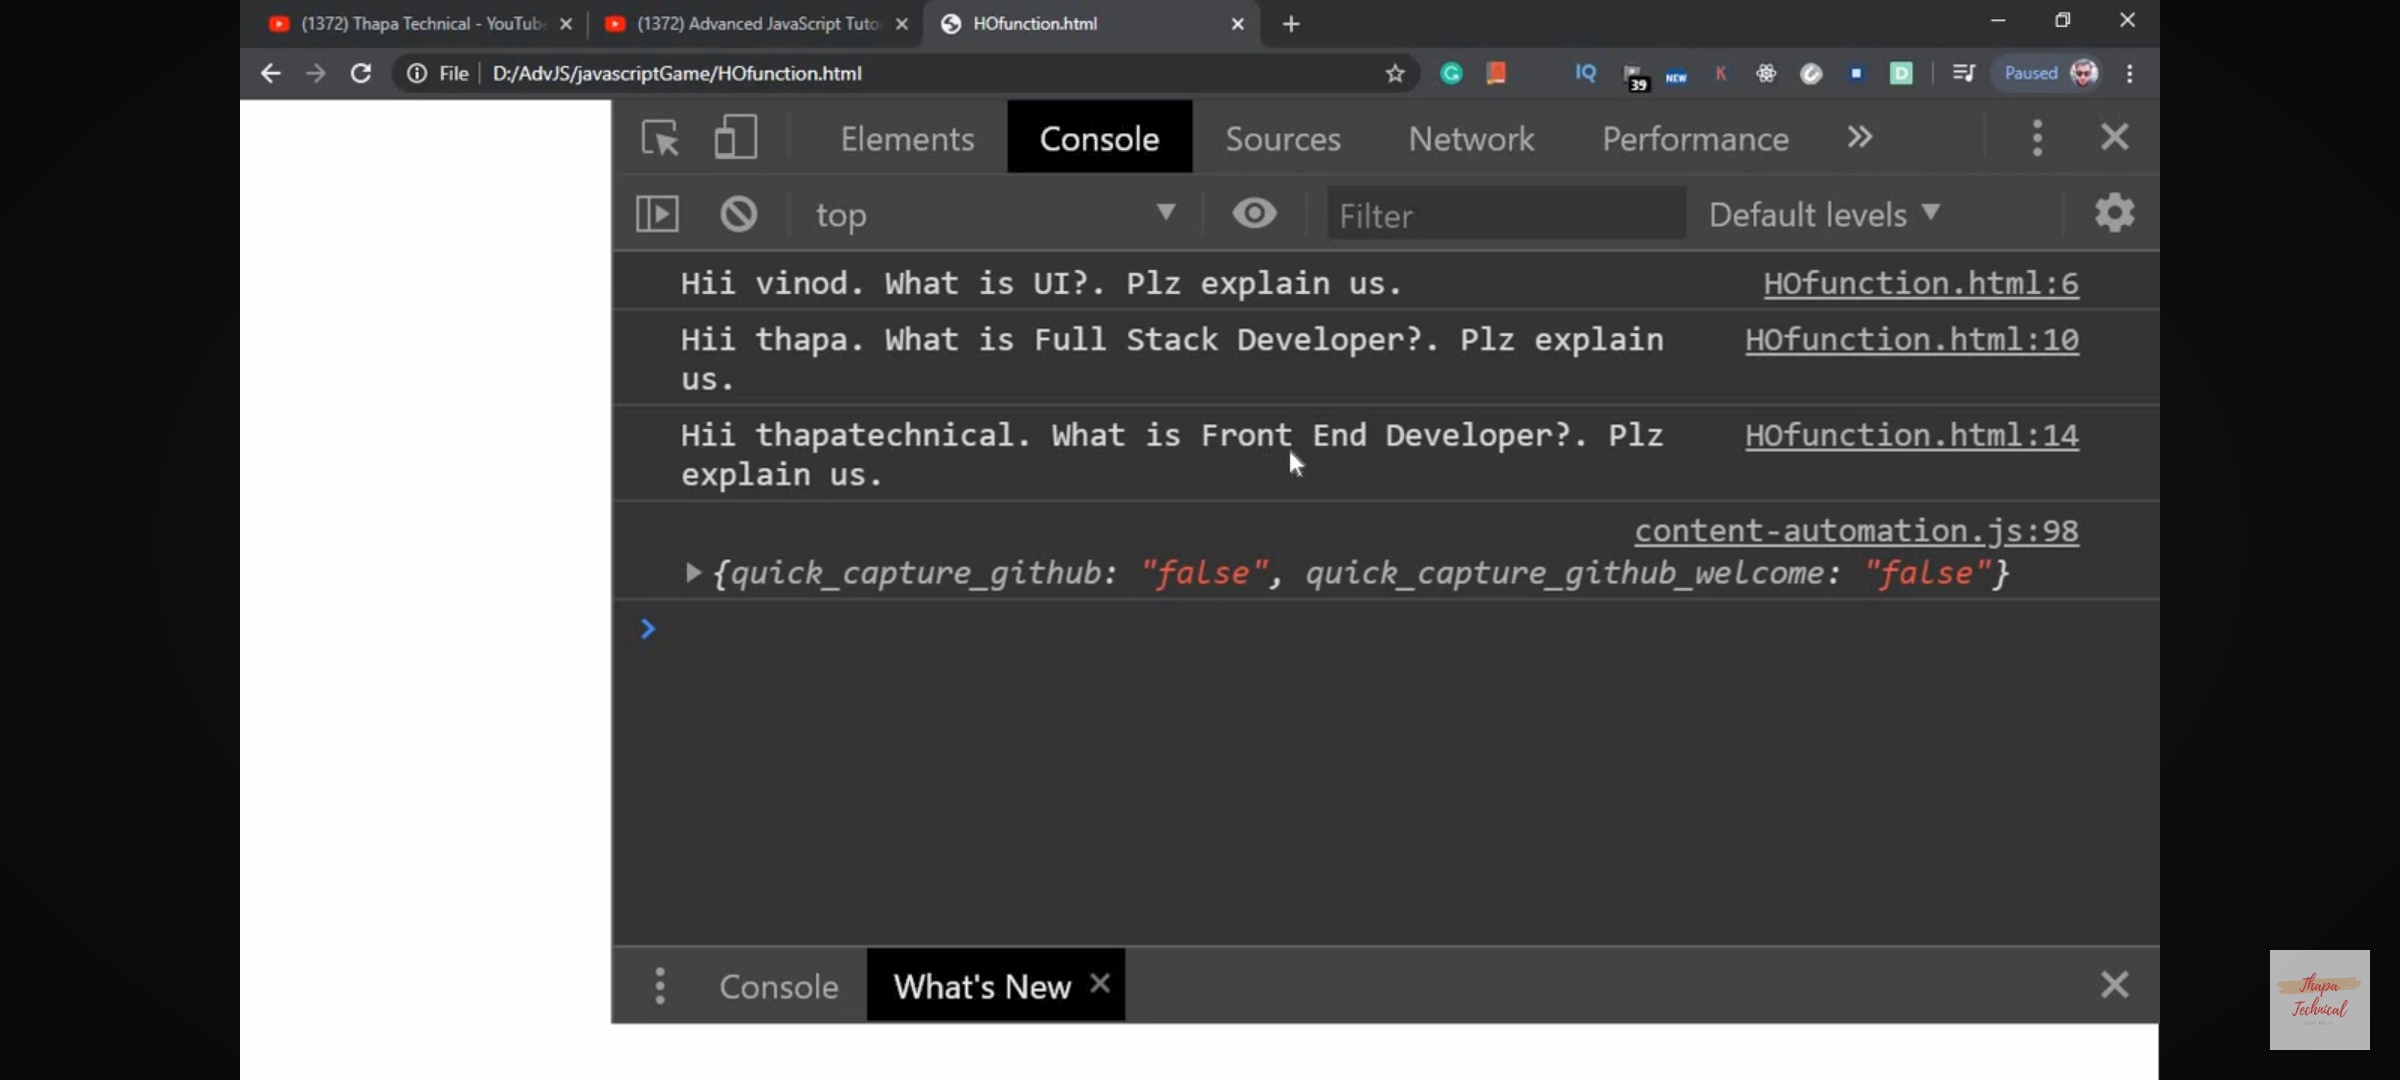 (1372) Thapa Technical - YouTub
(1372) Advanced JavaScript Tuto
HOfunction.html
File
D:/AdvJS/javascriptGame/HOfunction.html
IQ
39
NEW
K
D
Paused
Elements
Console
Sources
Network
Performance
top
Filter
Default levels
Hii vinod. What is UI?. Plz explain us.
HOfunction.html:6
Hii thapa. What is Full Stack Developer?. Plz explain
us.
HOfunction.html:10
Hii thapatechnical. What is Front End Developer?. Plz
explain us.
HOfunction.html:14
content-automation.js:98
{quick_capture_github: "false", quick_capture_github_welcome: "false"}
Console
What's New
Thapa
Technical